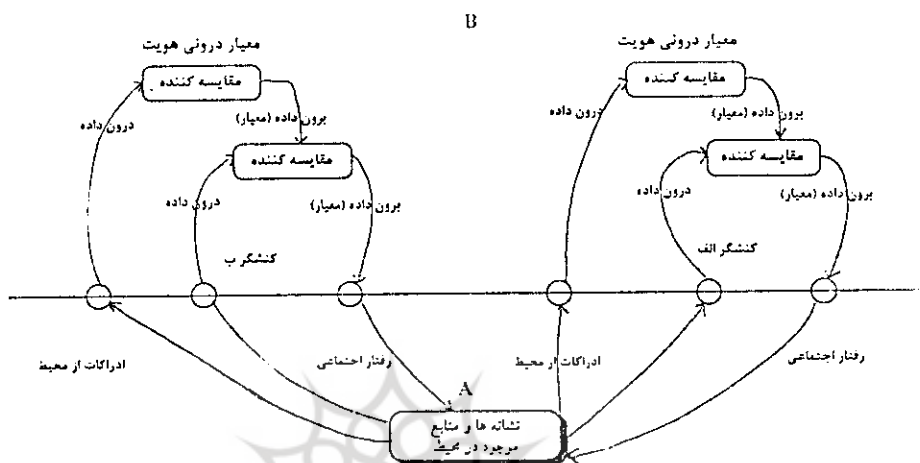 B
معیار درونی هویت
معیار درونی هویت
مقایسه کننده
مقایسه کننده
درون داده
برون داده (معیار)
درون داده
برون داده (معیار)
مقایسه کننده
مقایسه کننده
درون داده
برون داده (معیار)
درون داده
برون داده (معیار)
کنشگر الف
کنشگر ب
ادراکات از محیط
رفتار اجتماعی
ادراکات از محیط
رفتار اجتماعی
A
نشانه ها و منابع
موجود در محیط